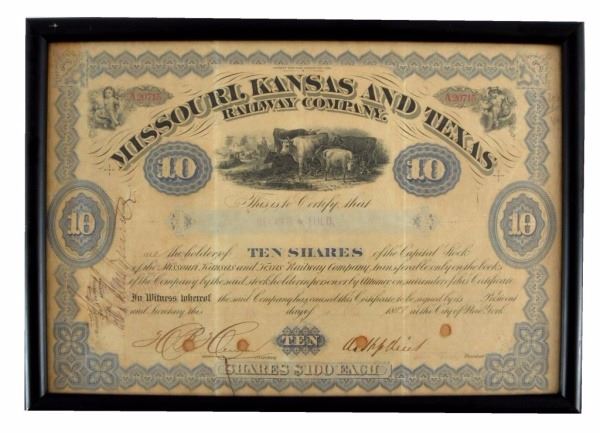 A20715 A20715
MISSOURI, KANSAS AND TEXAS
RAILWAY COMPANY.
10 10
This is to Certify that
10 10
the holder of TEN SHARES of the Capital Stock
of the Missouri Kansas and Texas Railway Company, transferable only on the books
of the Company by the said stockholder in person or by Attorney on surrender of this Certificate
In Witness whereof the said Company has caused this Certificate to be signed by its President
and Secretary this day of 18 at the City of New York
TEN
President
SHARES $100 EACH